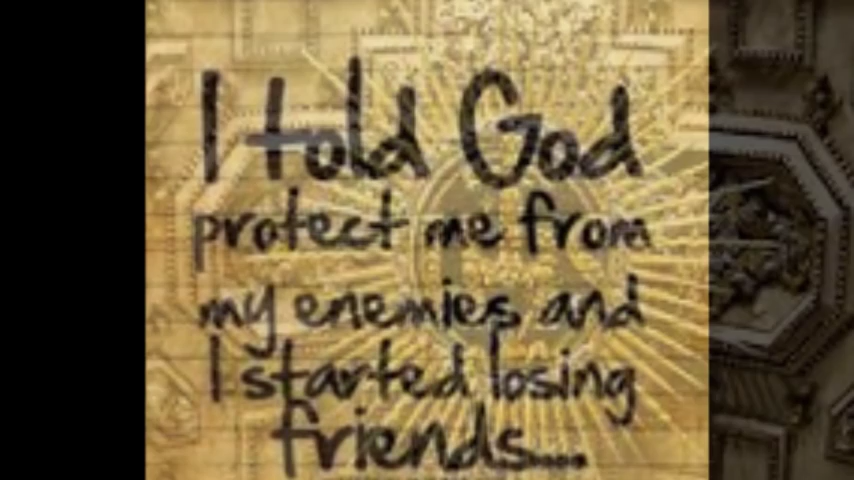 I told God
protect me from
my enemies and
I started losing
friends....